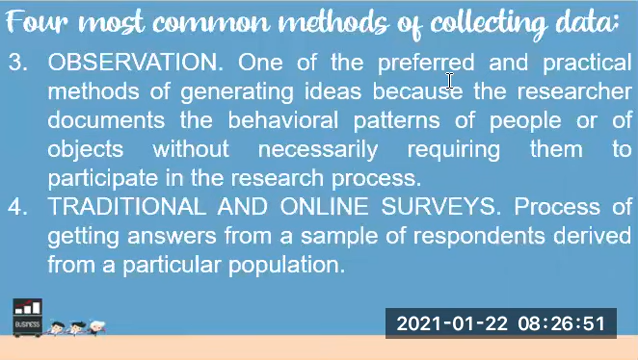 Four most common methods of collecting data:
3. OBSERVATION. One of the preferred and practical
methods of generating ideas because the researcher
documents the behavioral patterns of people or of
objects without necessarily requiring them to
participate in the research process.
4. TRADITIONAL AND ONLINE SURVEYS. Process of
getting answers from a sample of respondents derived
from a particular population.
BUSINESS
2021-01-22 08:26:51